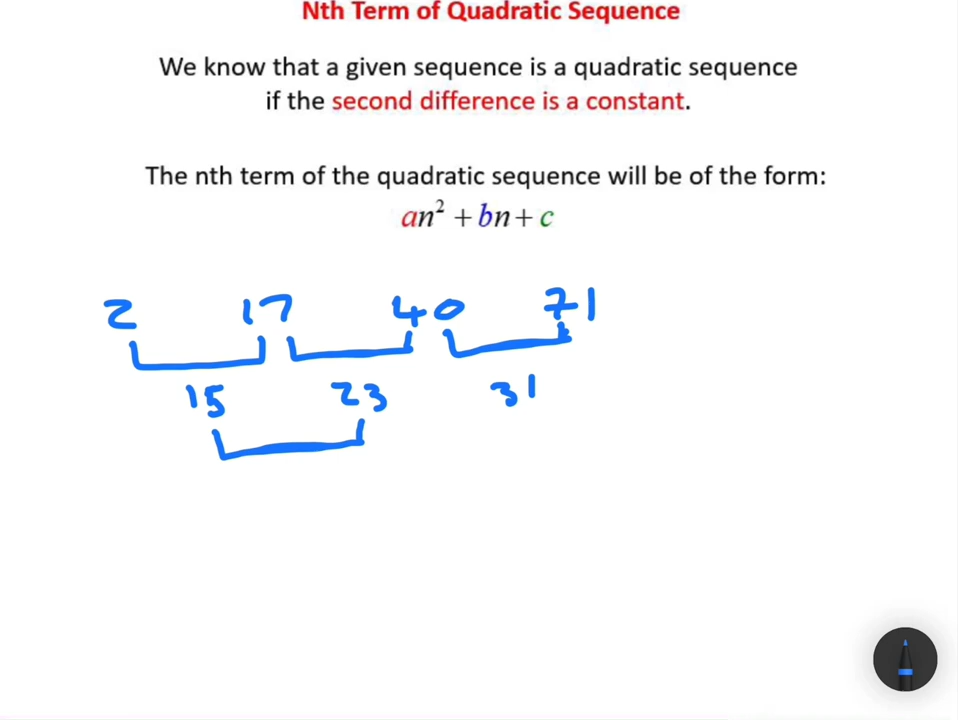 Nth Term of Quadratic Sequence
We know that a given sequence is a quadratic sequence
if the second difference is a constant.
The nth term of the quadratic sequence will be of the form:
an² + bn + c
2 17 40 71
15 23 31